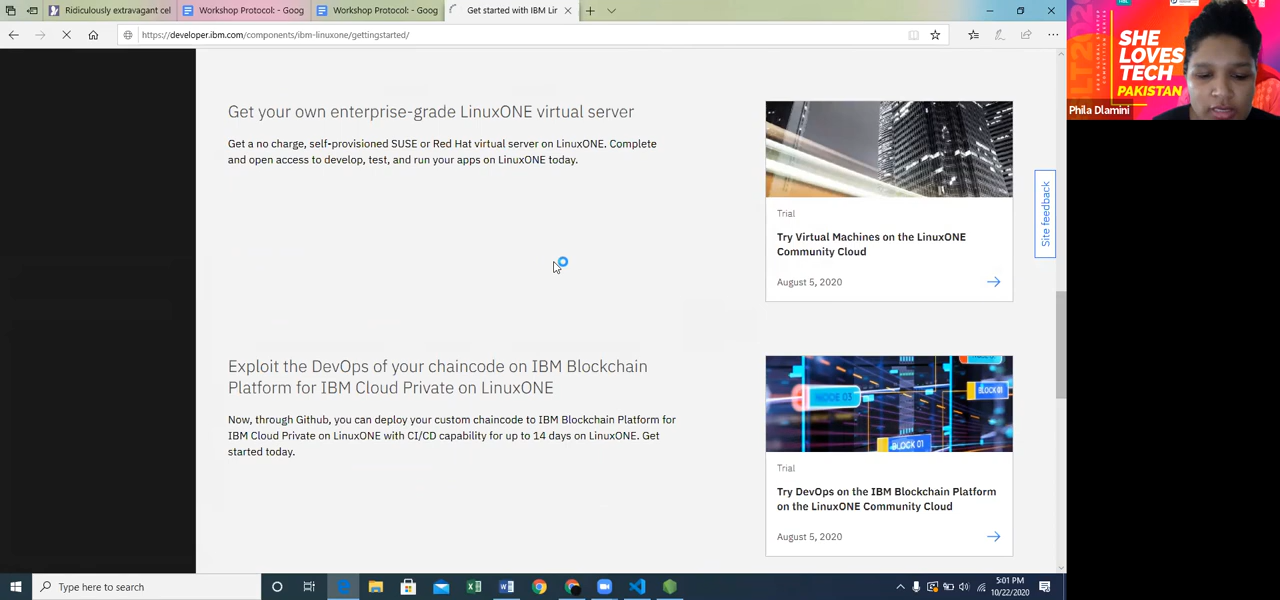 Ridiculously extravagant cel
Workshop Protocol: - Goog
Workshop Protocol: - Goog
Get started with IBM Lir
https://developer.ibm.com/components/ibm-linuxone/gettingstarted/
Get your own enterprise-grade LinuxONE virtual server
Get a no charge, self-provisioned SUSE or Red Hat virtual server on LinuxONE. Complete
and open access to develop, test, and run your apps on LinuxONE today.
Trial
Try Virtual Machines on the LinuxONE
Community Cloud
August 5, 2020
Site feedback
Exploit the DevOps of your chaincode on IBM Blockchain
Platform for IBM Cloud Private on LinuxONE
Now, through Github, you can deploy your custom chaincode to IBM Blockchain Platform for
IBM Cloud Private on LinuxONE with CI/CD capability for up to 14 days on LinuxONE. Get
started today.
NODE 03
BLOCK 01
BLOCK 01
Trial
Try DevOps on the IBM Blockchain Platform
on the LinuxONE Community Cloud
August 5, 2020
SHE
LOVES
TECH
PAKISTAN
Phila Dlamini
Type here to search
5:01 PM
10/22/2020